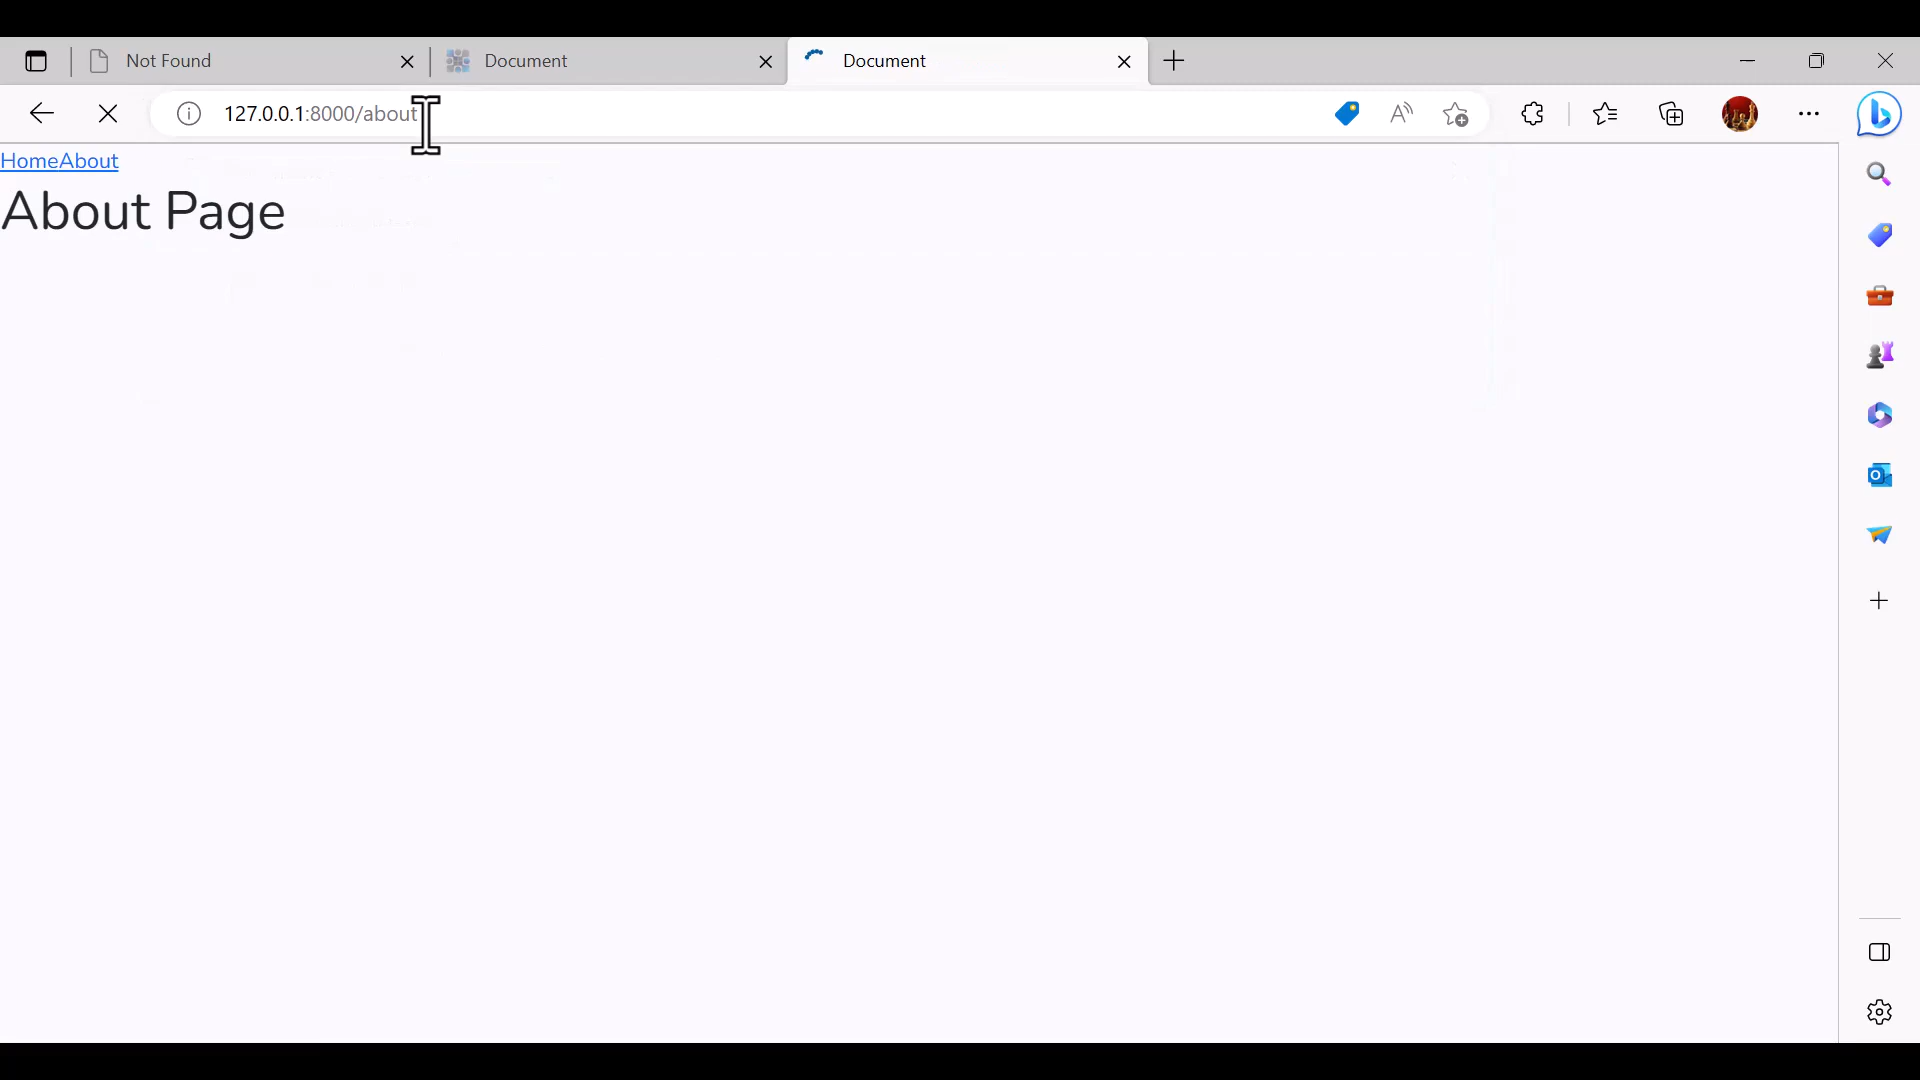 Not Found
Document
Document
127.0.0.1:8000/about
HomeAbout
About Page